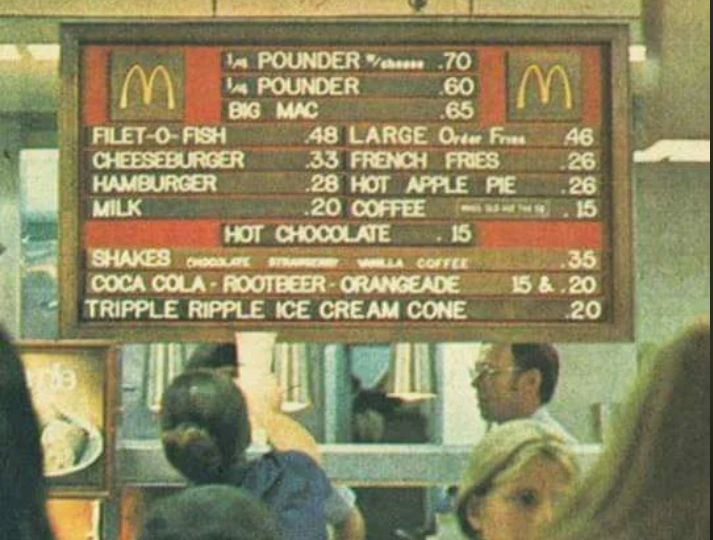 1/4 POUNDER W/cheese .70
1/4 POUNDER .60
BIG MAC .65
FILET-O-FISH .48 LARGE Order Fries .46
CHEESEBURGER .33 FRENCH FRIES .26
HAMBURGER .28 HOT APPLE PIE .26
MILK .20 COFFEE .15
HOT CHOCOLATE .15
SHAKES CHOCOLATE STRAWBERRY VANILLA COFFEE .35
COCA COLA - ROOTBEER - ORANGEADE 15 & .20
TRIPPLE RIPPLE ICE CREAM CONE .20